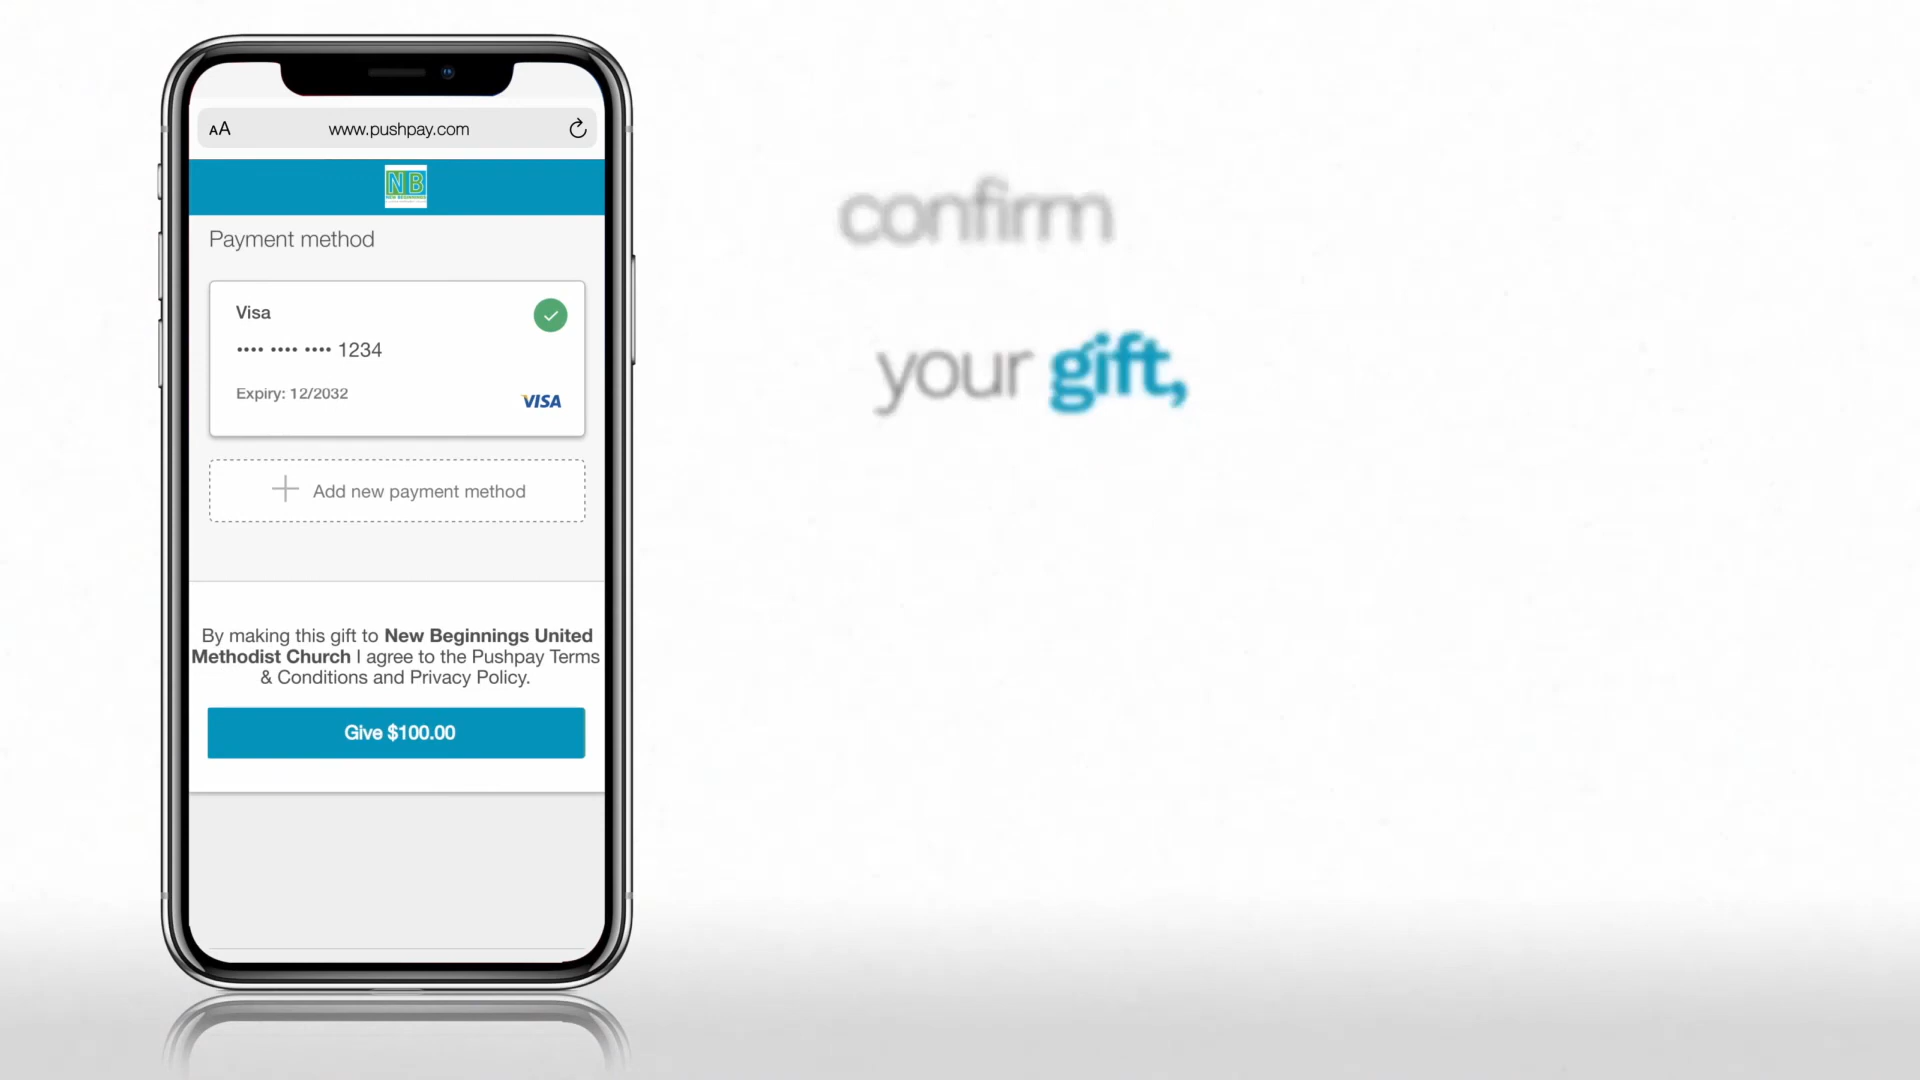 AA www.pushpay.com
NB
NEW BEGINNINGS
Payment method
Visa
•••• •••• •••• 1234
Expiry: 12/2032
VISA
Add new payment method
By making this gift to New Beginnings United
Methodist Church I agree to the Pushpay Terms
& Conditions and Privacy Policy.
Give $100.00
confirm
your gift,